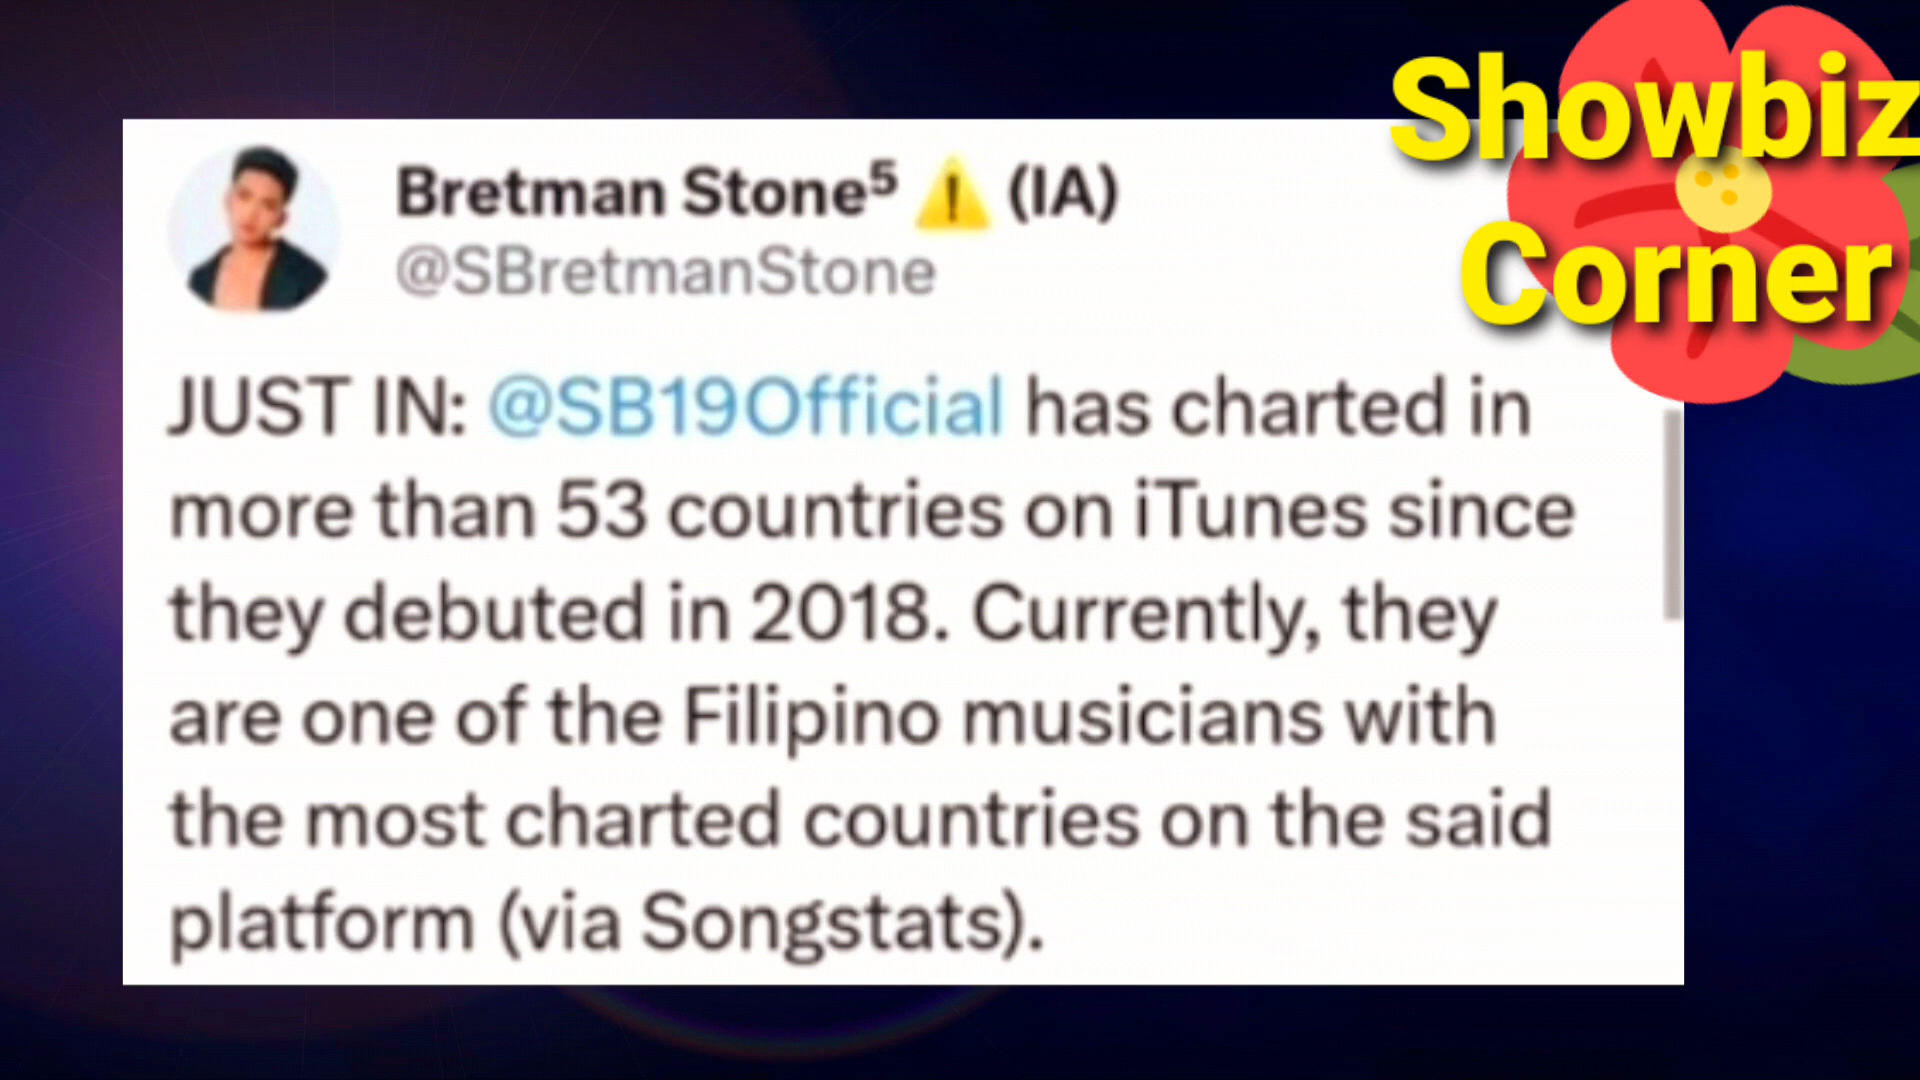 Showbiz
Corner
Bretman Stone⁵ ⚠️ (IA)
@SBretmanStone
JUST IN: @SB19Official has charted in
more than 53 countries on iTunes since
they debuted in 2018. Currently, they
are one of the Filipino musicians with
the most charted countries on the said
platform (via Songstats).